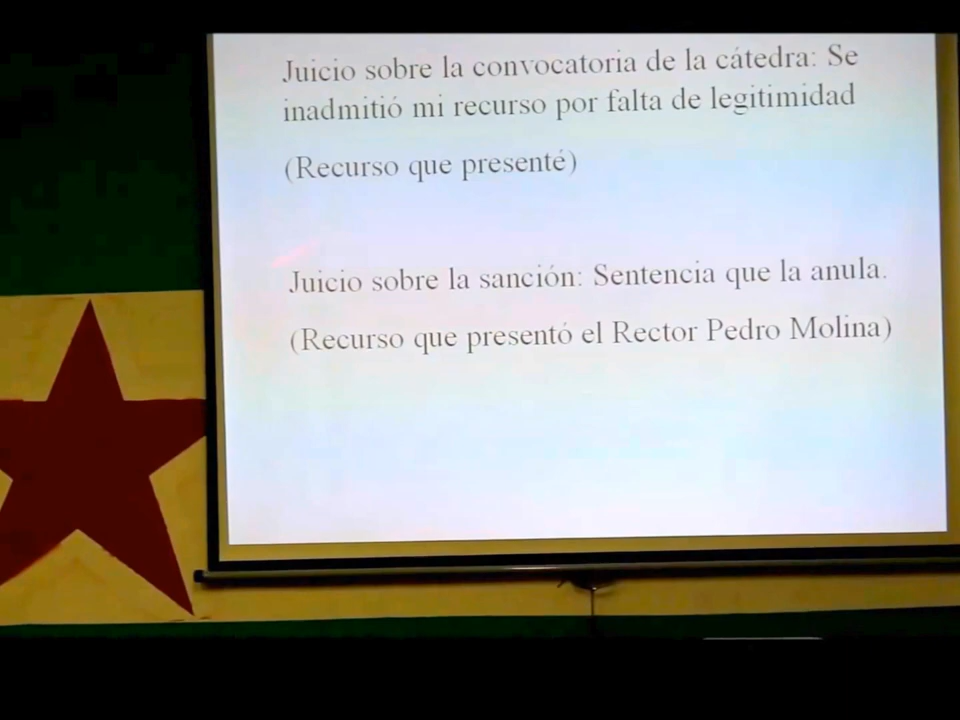 Juicio sobre la convocatoria de la cátedra: Se
inadmitió mi recurso por falta de legitimidad
(Recurso que presenté)
Juicio sobre la sanción: Sentencia que la anula.
(Recurso que presentó el Rector Pedro Molina)